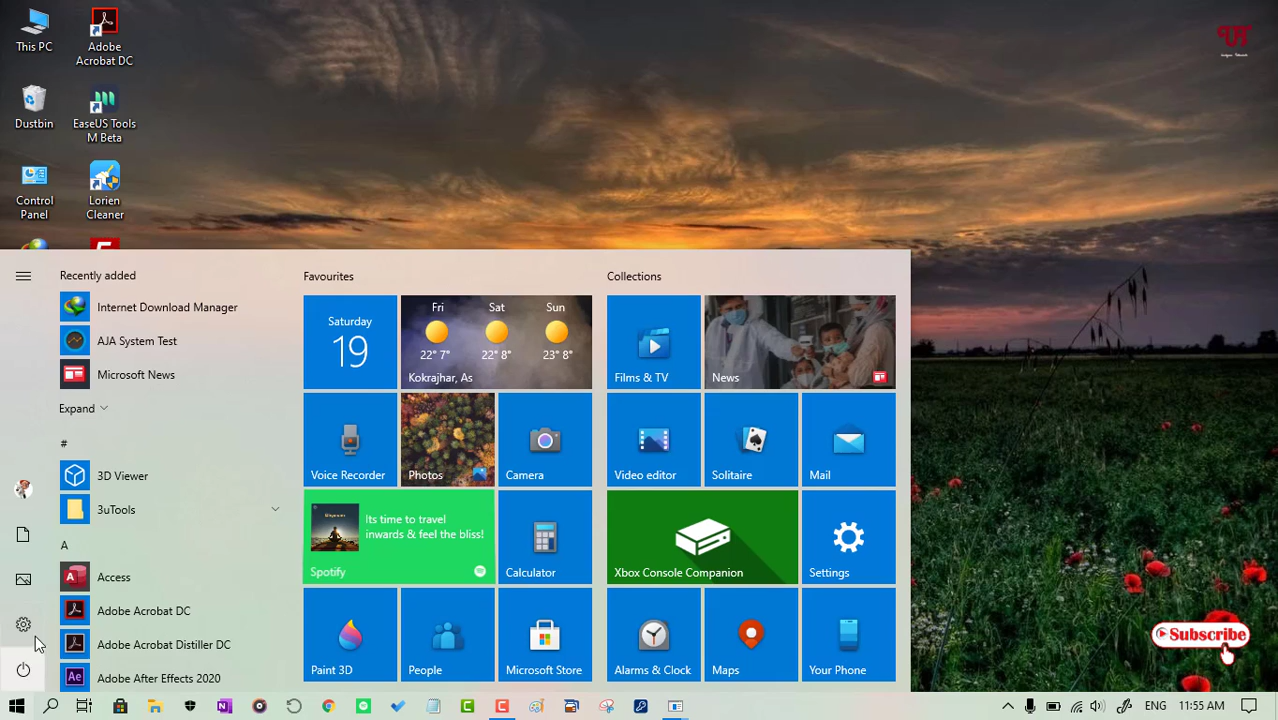 This PC
Adobe
Acrobat DC
Dustbin
EaseUS Tools
M Beta
Control
Panel
Lorien
Cleaner
UT
Recently added
Internet Download Manager
AJA System Test
Microsoft News
Expand
#
3D Viewer
3uTools
A
Access
Adobe Acrobat DC
Adobe Acrobat Distiller DC
Adobe After Effects 2020
Favourites
Saturday
19
Fri Sat Sun
22° 7° 22° 8° 23° 8°
Kokrajhar, As
Voice Recorder
Photos
Camera
Its time to travel
inwards & feel the bliss!
Spotify
Calculator
Paint 3D
People
Microsoft Store
Collections
Films & TV
News
Video editor
Solitaire
Mail
Xbox Console Companion
Settings
Alarms & Clock
Maps
Your Phone
Subscribe
ENG
11:55 AM